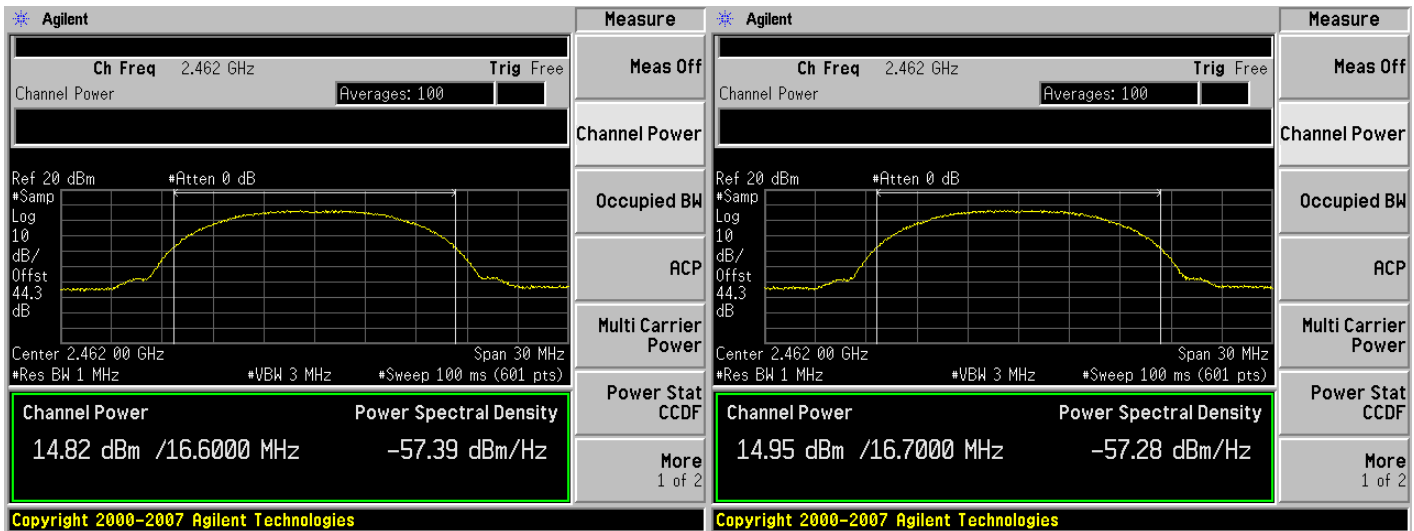 Agilent
Measure
Ch Freq 2.462 GHz Trig Free
Channel Power Averages: 100
Ref 20 dBm #Atten 0 dB
#Samp
Log
10
dB/
Offst
44.3
dB
Center 2.462 00 GHz Span 30 MHz
#Res BW 1 MHz #VBW 3 MHz #Sweep 100 ms (601 pts)
Channel Power Power Spectral Density
14.82 dBm /16.6000 MHz -57.39 dBm/Hz
Copyright 2000-2007 Agilent Technologies
Meas Off
Channel Power
Occupied BW
ACP
Multi Carrier
Power
Power Stat
CCDF
More
1 of 2
Agilent
Measure
Ch Freq 2.462 GHz Trig Free
Channel Power Averages: 100
Ref 20 dBm #Atten 0 dB
#Samp
Log
10
dB/
Offst
44.3
dB
Center 2.462 00 GHz Span 30 MHz
#Res BW 1 MHz #VBW 3 MHz #Sweep 100 ms (601 pts)
Channel Power Power Spectral Density
14.95 dBm /16.7000 MHz -57.28 dBm/Hz
Copyright 2000-2007 Agilent Technologies
Meas Off
Channel Power
Occupied BW
ACP
Multi Carrier
Power
Power Stat
CCDF
More
1 of 2